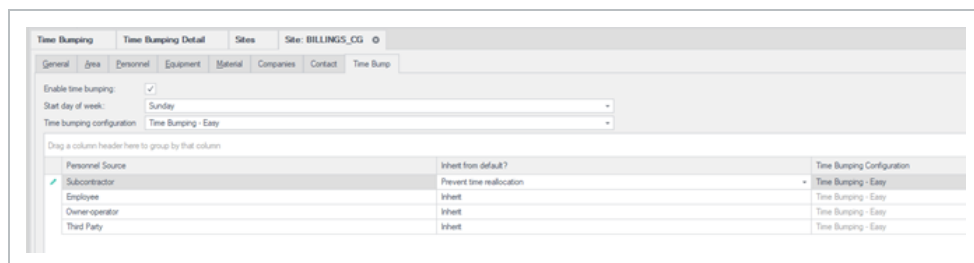 Time Bumping Time Bumping Detail Sites Site: BILLINGS_CG
General Area Personnel Equipment Material Companies Contact Time Bump
Enable time bumping:
Start day of week: Sunday
Time bumping configuration Time Bumping - Easy
Drag a column header here to group by that column
Personnel Source Inherit from default? Time Bumping Configuration
Subcontractor Prevent time reallocation Time Bumping - Easy
Employee Inherit Time Bumping - Easy
Owner-operator Inherit Time Bumping - Easy
Third Party Inherit Time Bumping - Easy